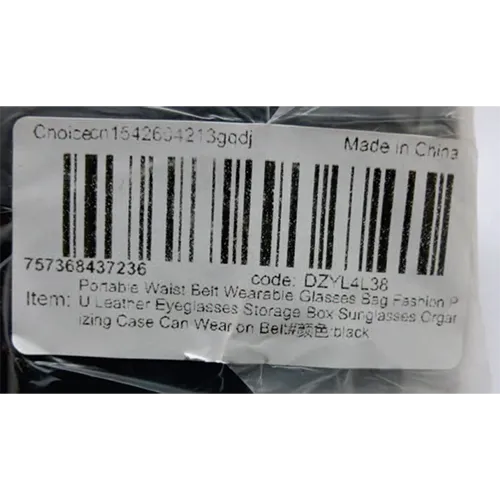 Choicecn1542694213gqdj
Made in China
757368437236
code: DZYL4L38
Item: Portable Waist Belt Wearable Glasses Bag Fashion P
U Leather Eyeglasses Storage Box Sunglasses Organ
izing Case Can Wear on Belt#颜色:black